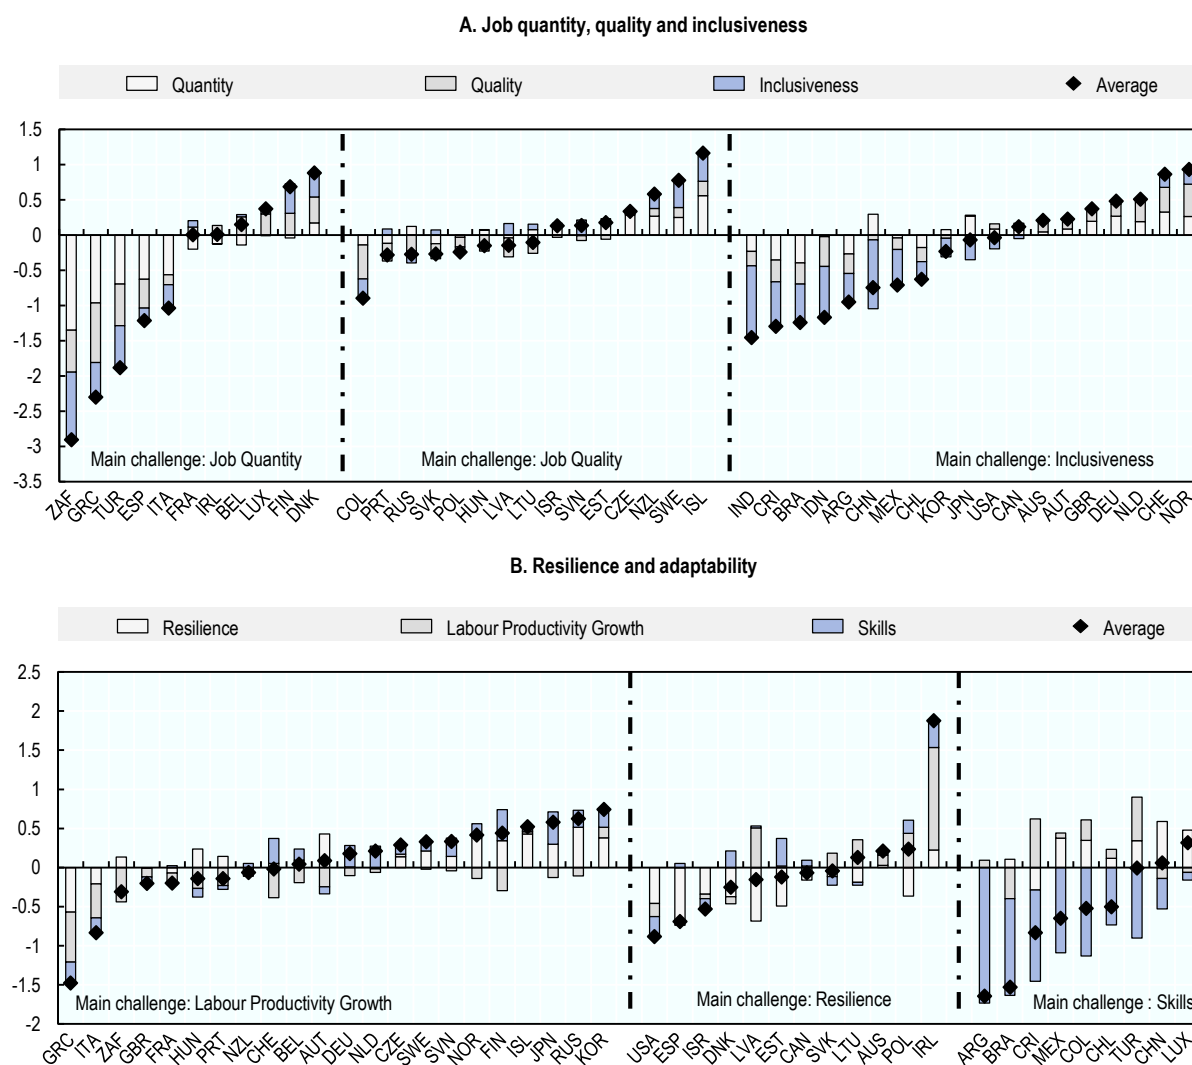 A. Job quantity, quality and inclusiveness
Quantity Quality Inclusiveness Average
1.5
1
0.5
0
-0.5
-1
-1.5
-2
-2.5
-3
-3.5
Main challenge: Job Quantity Main challenge: Job Quality Main challenge: Inclusiveness
ZAF GRC TUR ESP ITA FRA IRL BEL LUX FIN DNK COL PRT RUS SVK POL HUN LVA LTU ISR SVN EST CZE NZL SWE ISL IND CRI BRA IDN ARG CHN MEX CHL KOR JPN USA CAN AUS AUT GBR DEU NLD CHE NOR
B. Resilience and adaptability
Resilience Labour Productivity Growth Skills Average
2.5
2
1.5
1
0.5
0
-0.5
-1
-1.5
-2
Main challenge: Labour Productivity Growth Main challenge: Resilience Main challenge : Skills
GRC ITA ZAF GBR FRA HUN PRT NZL CHE BEL AUT DEU NLD CZE SWE SVN NOR FIN ISL JPN RUS KOR USA ESP ISR DNK LVA EST CAN SVK LTU AUS POL IRL ARG BRA CRI MEX COL CHL TUR CHN LUX